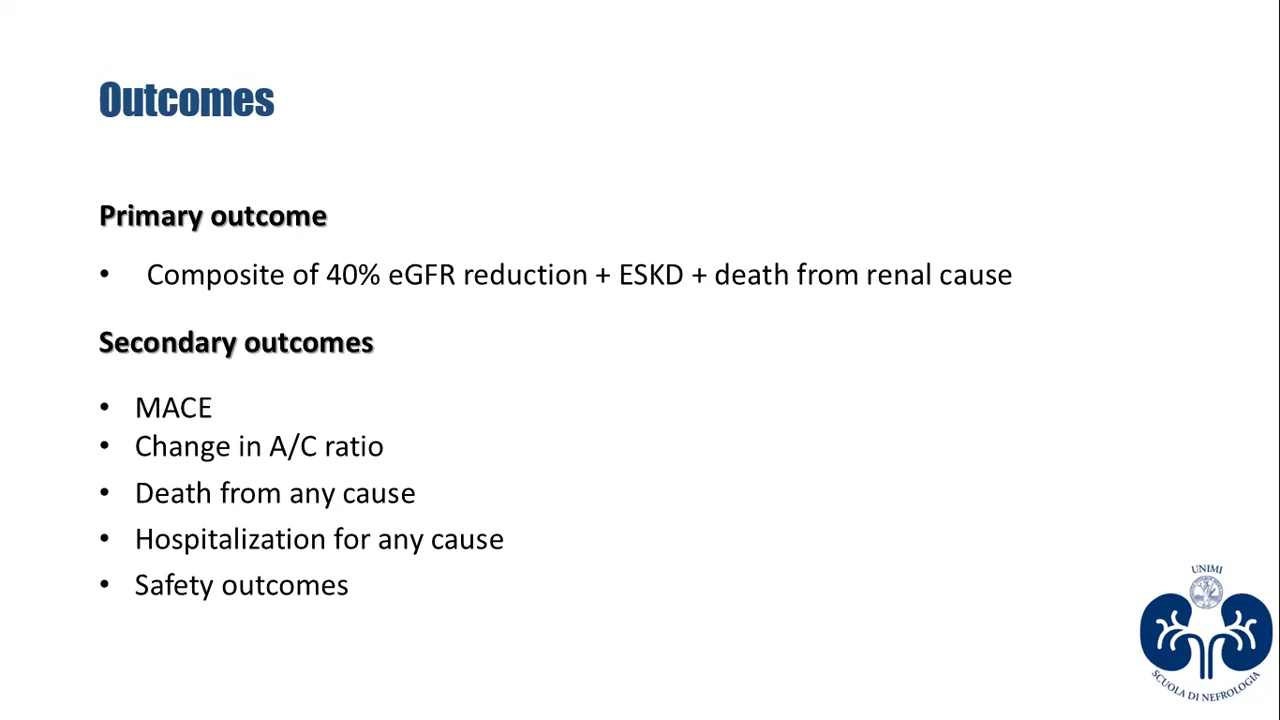 Outcomes
Primary outcome
• Composite of 40% eGFR reduction + ESKD + death from renal cause
Secondary outcomes
• MACE
• Change in A/C ratio
• Death from any cause
• Hospitalization for any cause
• Safety outcomes
UNIMI
SCUOLA DI NEFROLOGIA